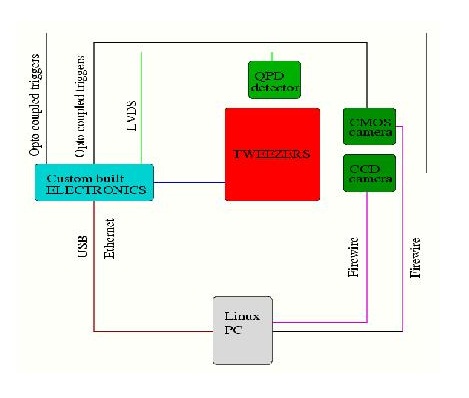 Opto coupled triggers
Opto coupled triggers
LVDS
QPD
detector
CMOS
camera
TWEEZERS
CCD
camera
Custom built
ELECTRONICS
USB
Ethernet
Firewire
Firewire
Linux
PC